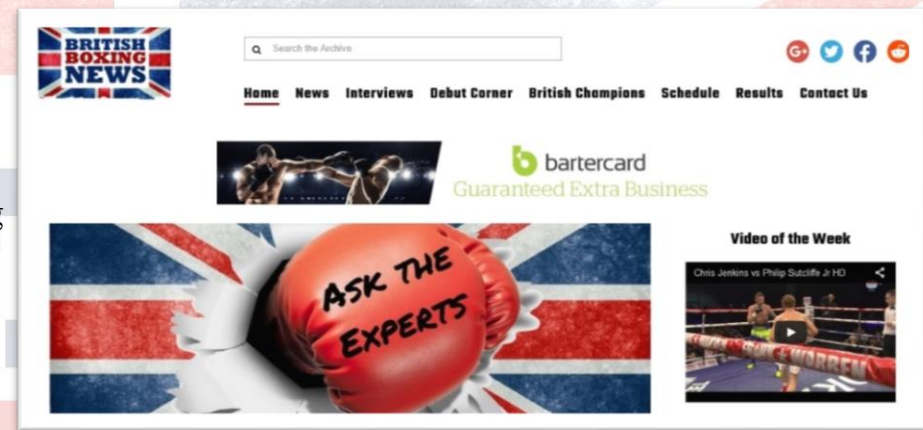 BRITISH
BOXING
NEWS
Search the Archive
G+
Home News Interviews Debut Corner British Champions Schedule Results Contact Us
bartercard
Guaranteed Extra Business
ASK THE
EXPERTS
Video of the Week
Chris Jenkins vs Philip Sutcliffe Jr HD